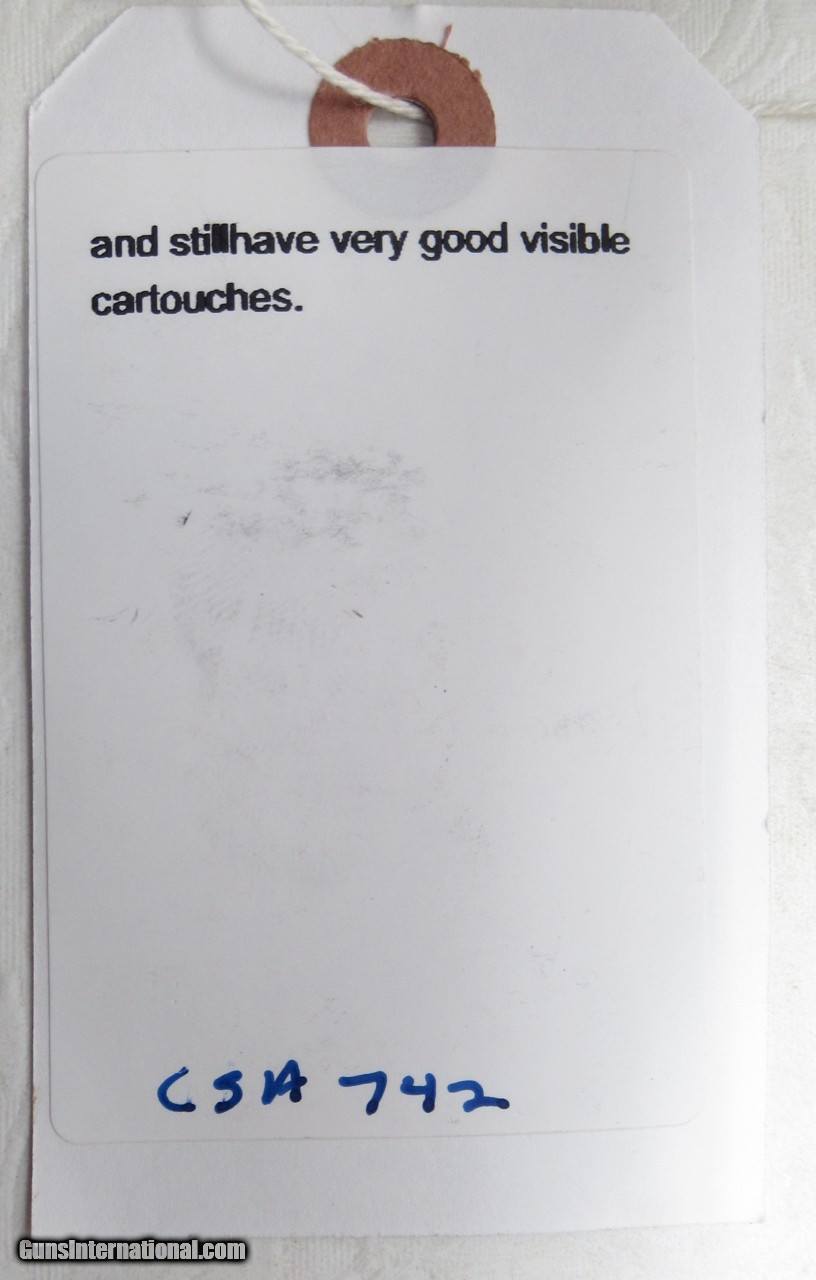 and stillhave very good visible
cartouches.
CSA 742
GunsInternational.com